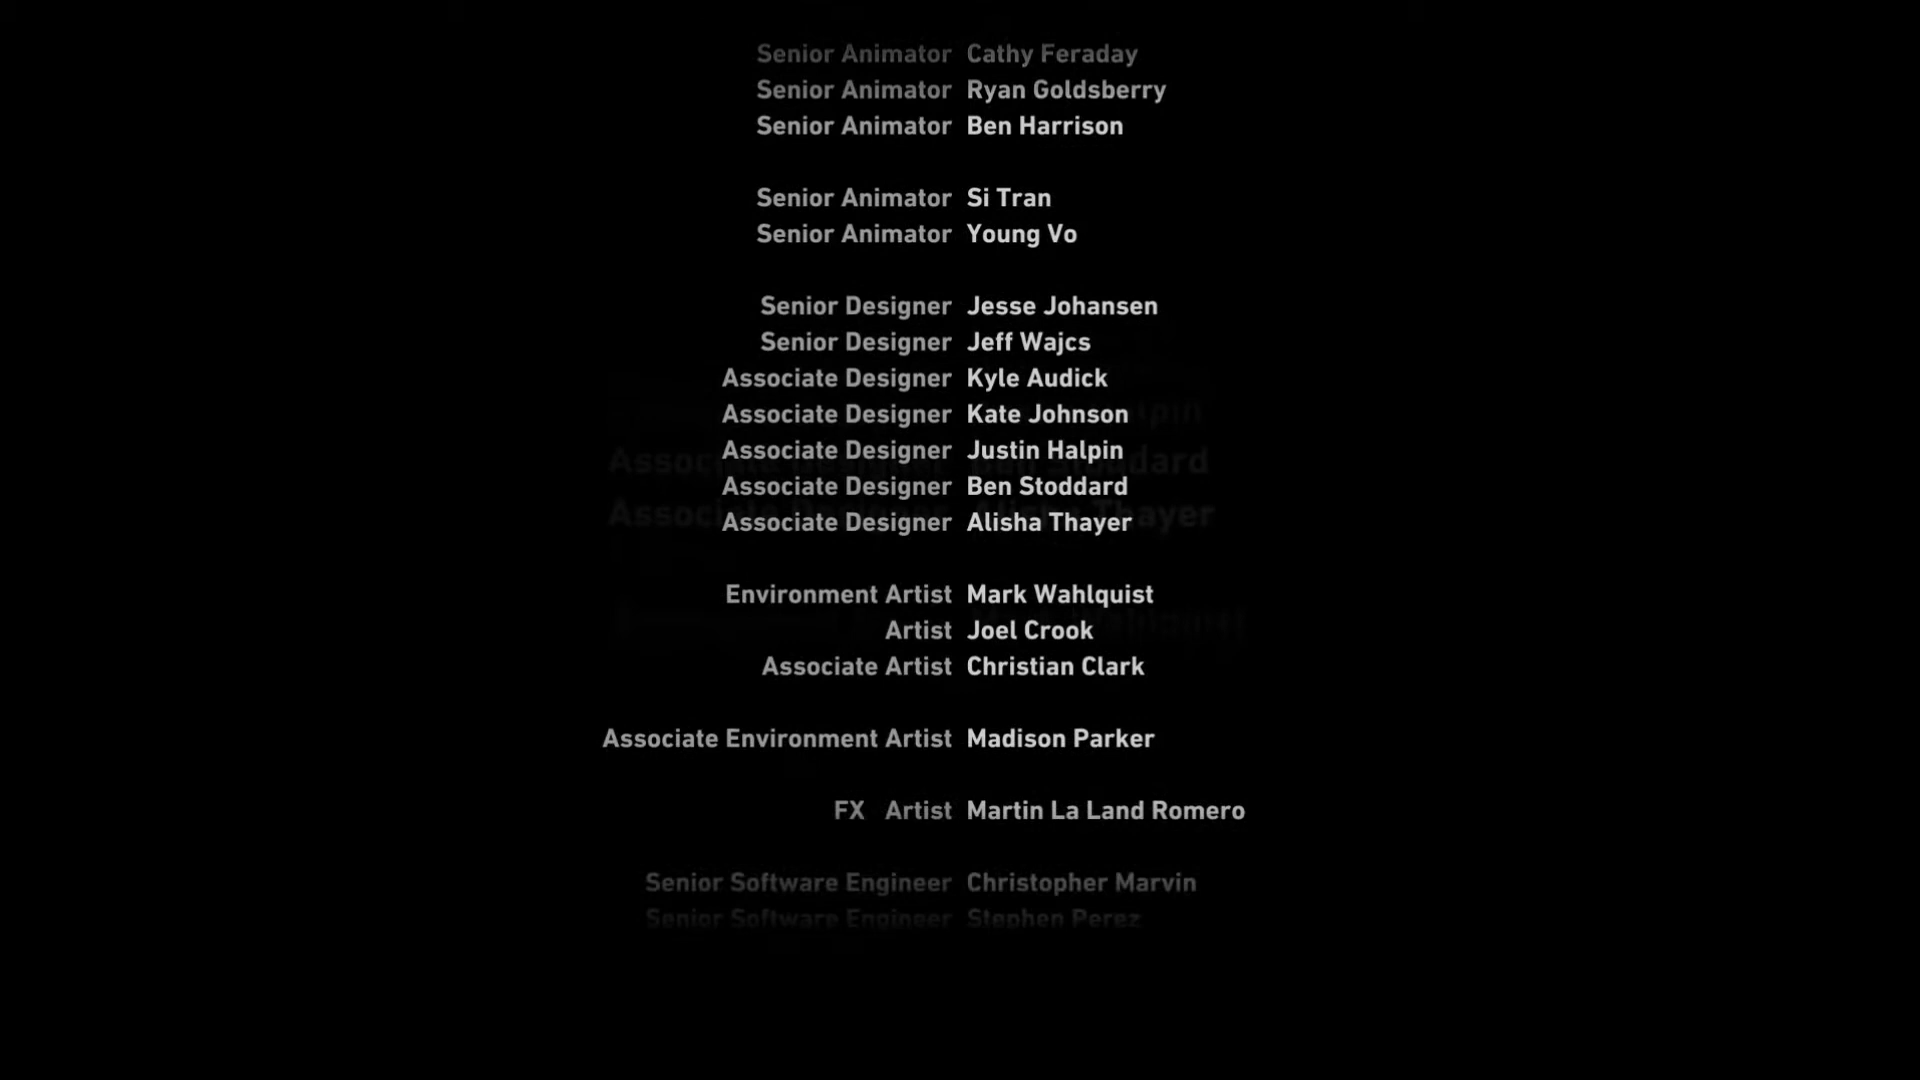 Senior Animator Cathy Feraday
Senior Animator Ryan Goldsberry
Senior Animator Ben Harrison
Senior Animator Si Tran
Senior Animator Young Vo
Senior Designer Jesse Johansen
Senior Designer Jeff Wajcs
Associate Designer Kyle Audick
Associate Designer Kate Johnson
Associate Designer Justin Halpin
Associate Designer Ben Stoddard
Associate Designer Alisha Thayer
Environment Artist Mark Wahlquist
Artist Joel Crook
Associate Artist Christian Clark
Associate Environment Artist Madison Parker
FX Artist Martin La Land Romero
Senior Software Engineer Christopher Marvin
Senior Software Engineer Stephen Perez